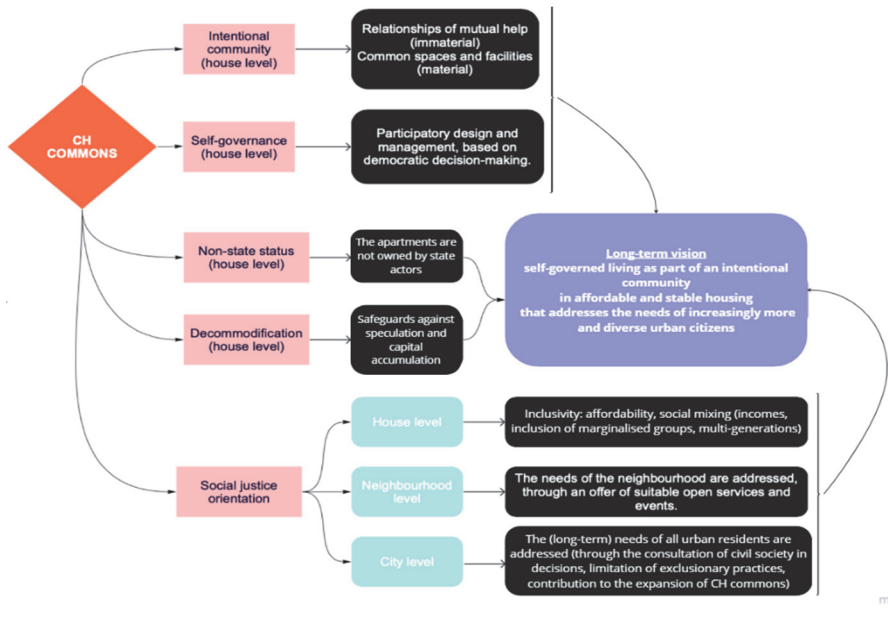 Intentional
community
(house level)
Relationships of mutual help
(immaterial)
Common spaces and facilities
(material)
CH
COMMONS
Self-governance
(house level)
Participatory design and
management, based on
democratic decision-making.
Non-state status
(house level)
The apartments are
not owned by state
actors
Long-term vision
self-governed living as part of an intentional
community
in affordable and stable housing
that addresses the needs of increasingly more
and diverse urban citizens
Decommodification
(house level)
Safeguards against
speculation and
capital
accumulation
Social justice
orientation
House level
Inclusivity: affordability, social mixing (incomes,
inclusion of marginalised groups, multi-generations)
Neighbourhood
level
The needs of the neighbourhood are addressed,
through an offer of suitable open services and
events.
City level
The (long-term) needs of all urban residents are
addressed (through the consultation of civil society in
decisions, limitation of exclusionary practices,
contribution to the expansion of CH commons)